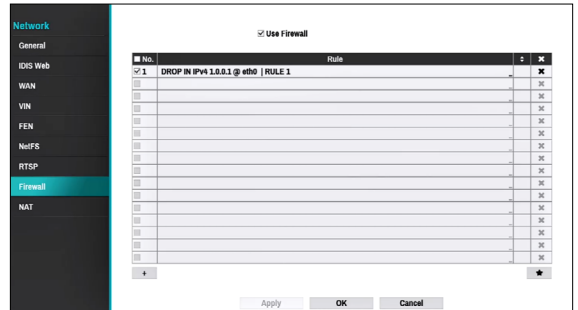 Network
General
IDIS Web
WAN
VIN
FEN
NetFS
RTSP
Firewall
NAT
Use Firewall
No. Rule
1 DROP IN IPv4 1.0.0.1 @ eth0 | RULE 1
+
Apply OK Cancel